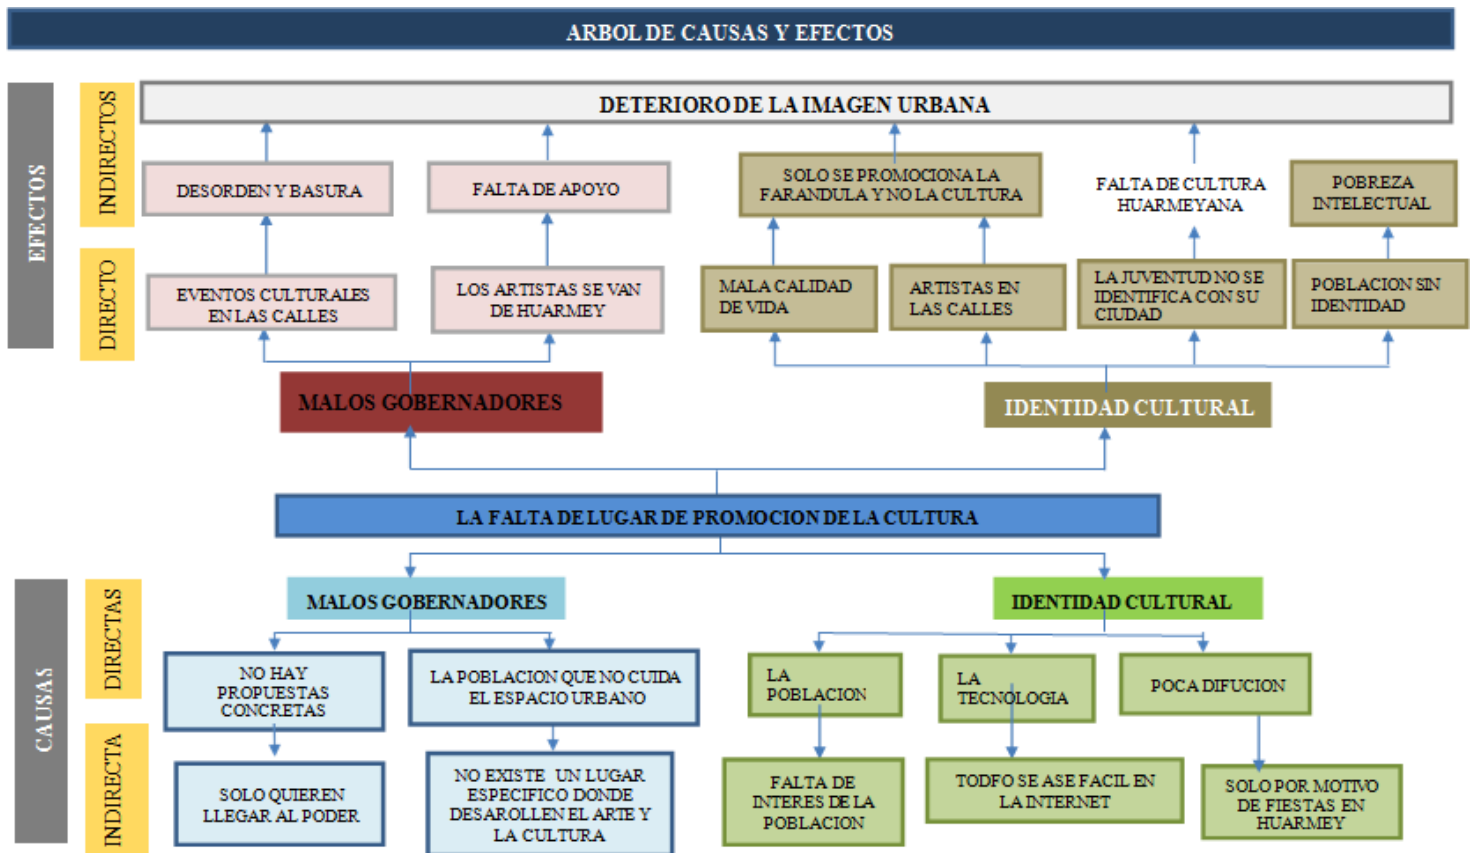 ARBOL DE CAUSAS Y EFECTOS
EFECTOS
INDIRECTOS
DETERIORO DE LA IMAGEN URBANA
DESORDEN Y BASURA
FALTA DE APOYO
SOLO SE PROMOCIONA LA
FARANDULA Y NO LA CULTURA
FALTA DE CULTURA
HUARMEYANA
POBREZA
INTELECTUAL
DIRECTO
EVENTOS CULTURALES
EN LAS CALLES
LOS ARTISTAS SE VAN
DE HUARMEY
MALA CALIDAD
DE VIDA
ARTISTAS EN
LAS CALLES
LA JUVENTUD NO SE
IDENTIFICA CON SU
CIUDAD
POBLACION SIN
IDENTIDAD
MALOS GOBERNADORES
IDENTIDAD CULTURAL
LA FALTA DE LUGAR DE PROMOCION DE LA CULTURA
CAUSAS
DIRECTAS
MALOS GOBERNADORES
IDENTIDAD CULTURAL
NO HAY
PROPUESTAS
CONCRETAS
LA POBLACION QUE NO CUIDA
EL ESPACIO URBANO
LA
POBLACION
LA
TECNOLOGIA
POCA DIFUCION
INDIRECTA
SOLO QUIEREN
LLEGAR AL PODER
NO EXISTE UN LUGAR
ESPECIFICO DONDE
DESAROLLEN EL ARTE Y
LA CULTURA
FALTA DE
INTERES DE LA
POBLACION
TODFO SE ASE FACIL EN
LA INTERNET
SOLO POR MOTIVO
DE FIESTAS EN
HUARMEY